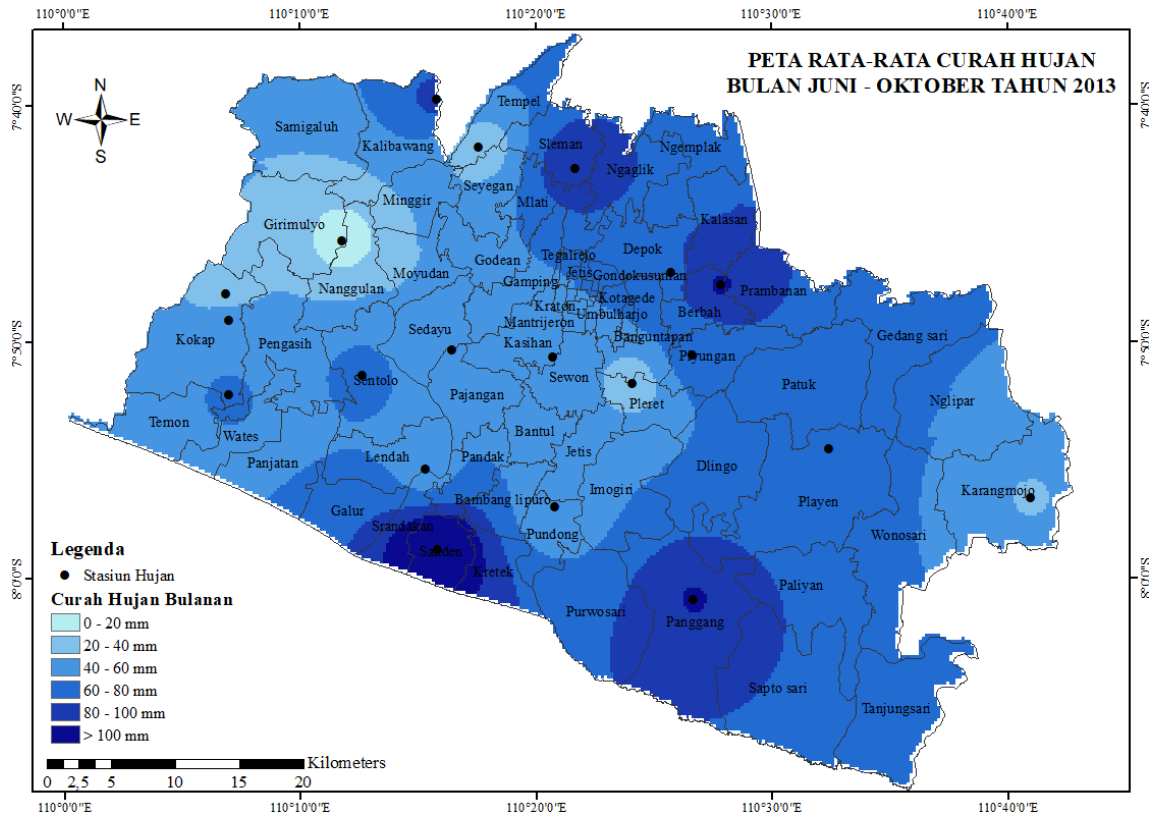 110°0'0"E 110°10'0"E 110°20'0"E 110°30'0"E 110°40'0"E
PETA RATA-RATA CURAH HUJAN
BULAN JUNI - OKTOBER TAHUN 2013
N
W E
S
7°40'0"S 7°40'0"S
Tempel
Samigaluh
Kalibawang
Sleman
Ngemplak
Ngaglik
Seyegan
Minggir
Mlati
Girimulyo
Kalasan
Depok
Tegalrejo
Godean
Moyudan
Jetis
Gondokusuman
Gamping
Nanggulan
Kotagede
Prambanan
Kraton
Umbulharjo
Berbah
Mantrijeron
Sedayu
Kokap
Pengasih
Kasihan
Banguntapan
Gedang sari
7°50'0"S 7°50'0"S
Piyungan
Sewon
Sentolo
Patuk
Pajangan
Pleret
Nglipar
Temon
Wates
Bantul
Jetis
Panjatan
Lendah
Pandak
Dlingo
Imogiri
Karangmojo
Bambang lipuro
Galur
Playen
Srandakan
Pundong
Wonosari
Sanden
Kretek
Paliyan
Purwosari
Panggang
Sapto sari
Tanjungsari
8°0'0"S 8°0'0"S
Legenda
Stasiun Hujan
Curah Hujan Bulanan
0 - 20 mm
20 - 40 mm
40 - 60 mm
60 - 80 mm
80 - 100 mm
> 100 mm
Kilometers
0 2,5 5 10 15 20
110°0'0"E 110°10'0"E 110°20'0"E 110°30'0"E 110°40'0"E